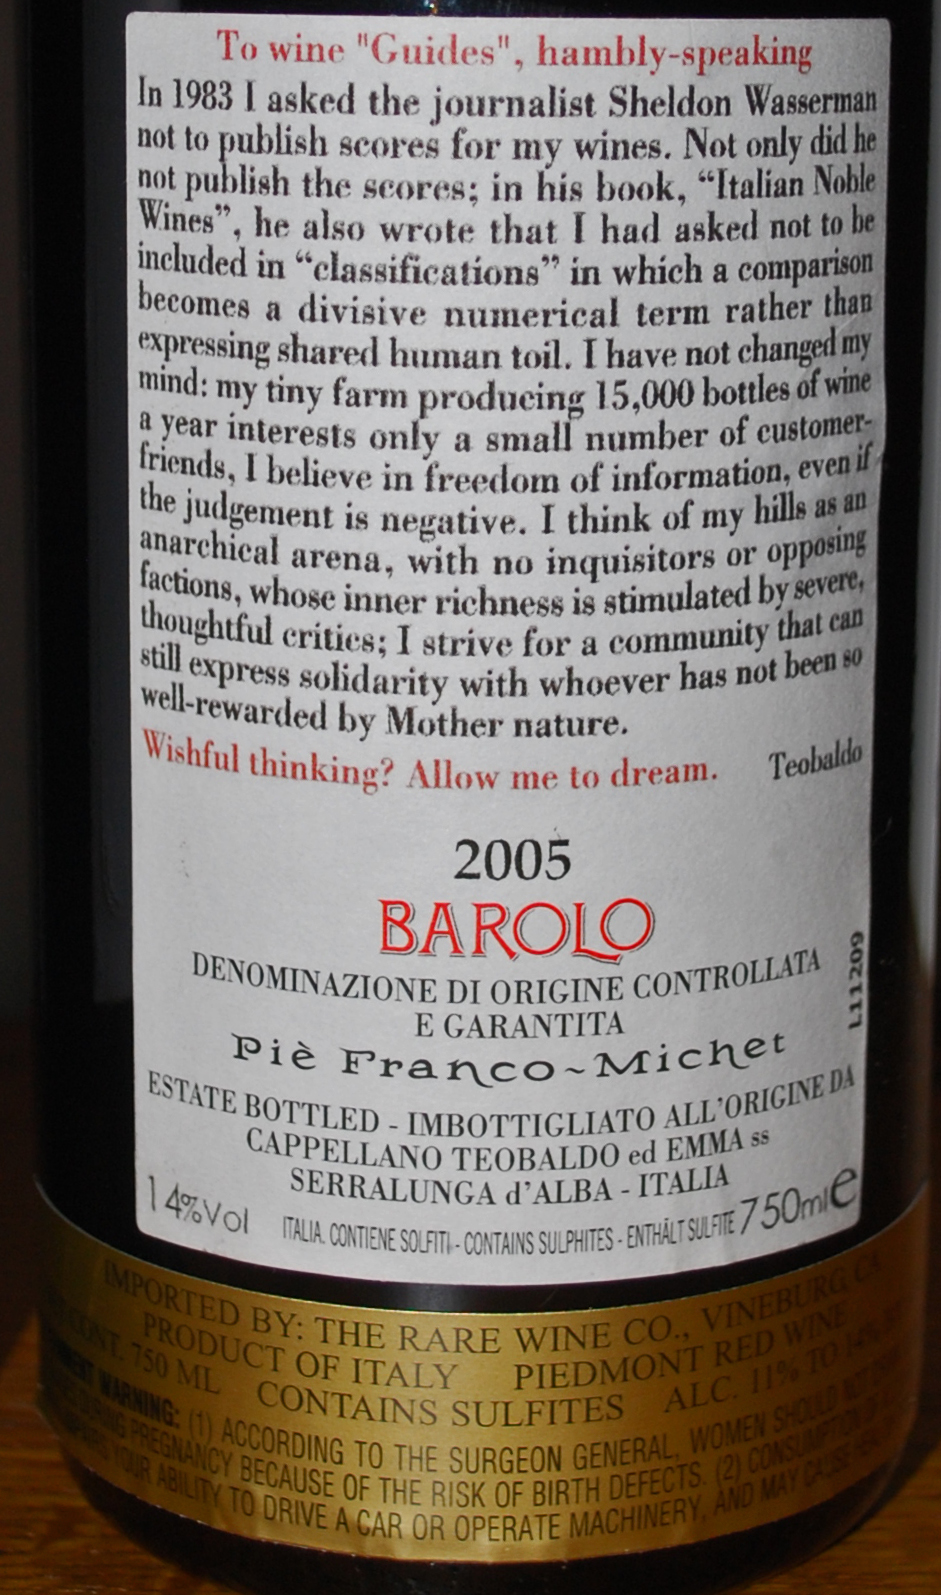 To wine "Guides", hambly-speaking
In 1983 I asked the journalist Sheldon Wasserman
not to publish scores for my wines. Not only did he
not publish the scores; in his book, “Italian Noble
Wines”, he also wrote that I had asked not to be
included in “classifications” in which a comparison
becomes a divisive numerical term rather than
expressing shared human toil. I have not changed my
mind: my tiny farm producing 15,000 bottles of wine
a year interests only a small number of customer-
friends, I believe in freedom of information, even if
the judgement is negative. I think of my hills as an
anarchical arena, with no inquisitors or opposing
factions, whose inner richness is stimulated by severe,
thoughtful critics; I strive for a community that can
still express solidarity with whoever has not been so
well-rewarded by Mother nature.
Wishful thinking? Allow me to dream. Teobaldo
2005
BAROLO
DENOMINAZIONE DI ORIGINE CONTROLLATA
E GARANTITA
L11209
Piè Franco~Michet
ESTATE BOTTLED - IMBOTTIGLIATO ALL'ORIGINE DA
CAPPELLANO TEOBALDO ed EMMA ss
SERRALUNGA d'ALBA - ITALIA
14%Vol ITALIA. CONTIENE SOLFITI - CONTAINS SULPHITES - ENTHÄLT SULFITE 750ml e
IMPORTED BY: THE RARE WINE CO., VINEBURG, CA
PRODUCT OF ITALY PIEDMONT RED WINE
CONT. 750 ML CONTAINS SULFITES ALC. 11% TO 14%
WARNING: (1) ACCORDING TO THE SURGEON GENERAL, WOMEN SHOULD NOT
DURING PREGNANCY BECAUSE OF THE RISK OF BIRTH DEFECTS. (2) CONSUMPTION
YOUR ABILITY TO DRIVE A CAR OR OPERATE MACHINERY, AND MAY CAUSE